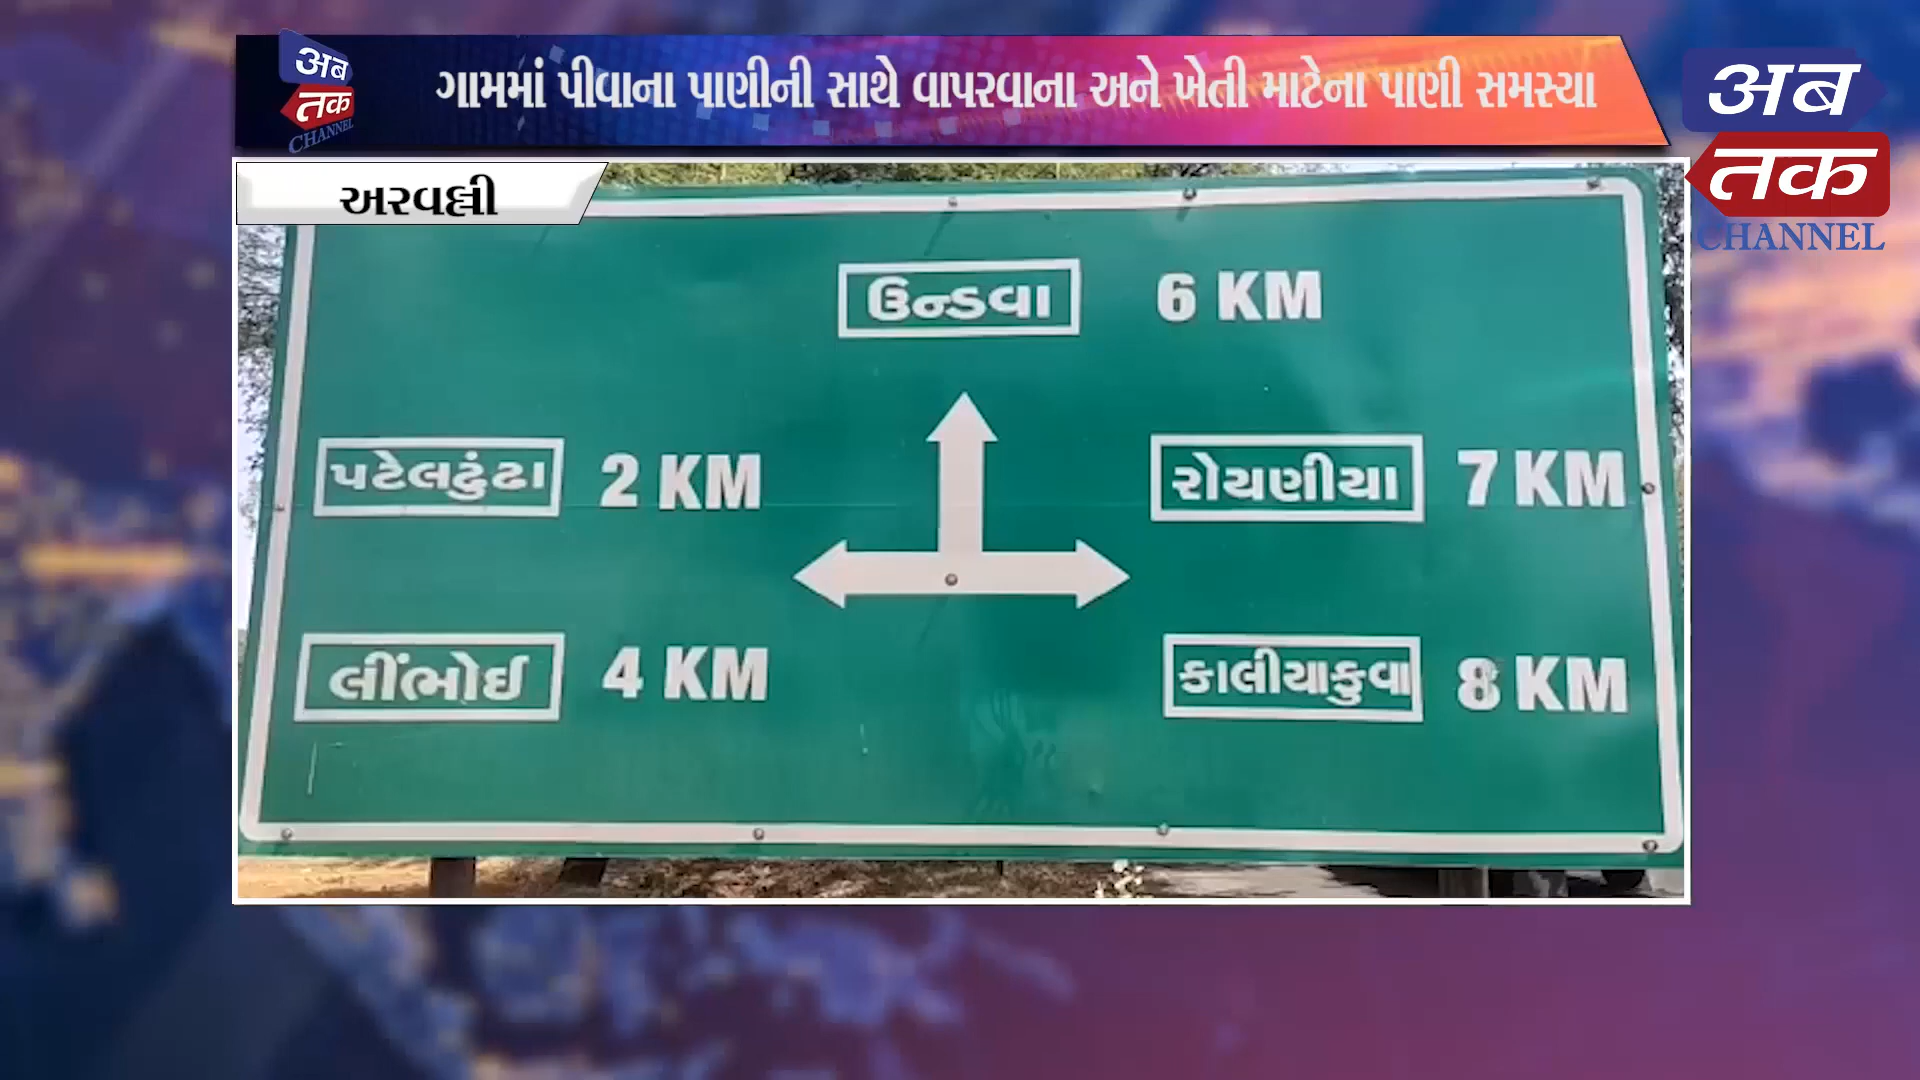 अब
तक
CHANNEL
ગામમાં પીવાના પાણીની સાથે વાપરવાના અને ખેતી માટેના પાણી સમસ્યા
अब
तक
CHANNEL
અરવલ્લી
ઉન્ડવા 6 KM
પટેલઢુંઢા 2 KM
રોયણીયા 7 KM
લીંભોઈ 4 KM
કાલીયાકુવા 8 KM